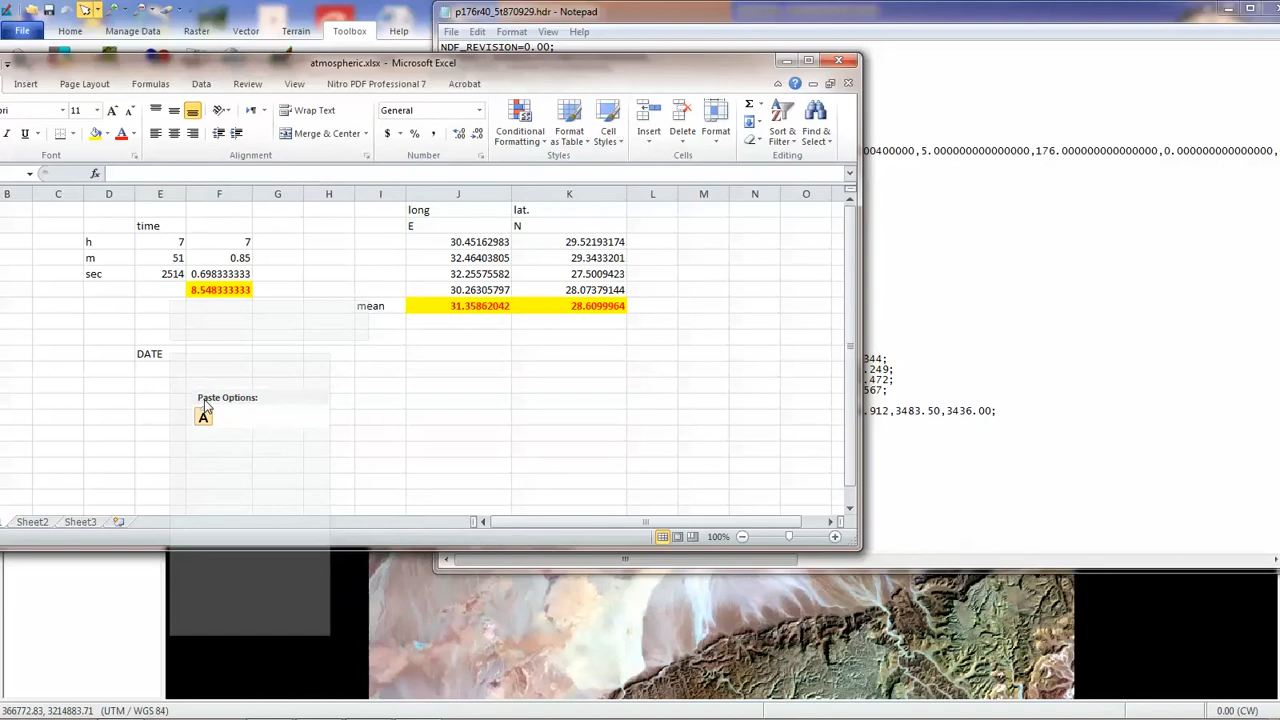 p176r40_5t870929.hdr - Notepad
File Home Manage Data Raster Vector Terrain Toolbox Help
File Edit Format View Help
NDF_REVISION=0.00;
atmospheric.xlsx - Microsoft Excel
Insert Page Layout Formulas Data Review View Nitro PDF Professional 7 Acrobat
ori 11 Wrap Text General
Merge & Center $ % ,
Conditional Formatting Format as Table Cell Styles Insert Delete Format Sort & Filter Find & Select
Font Alignment Number Styles Cells Editing
00400000,5.000000000000000,176.000000000000000,0.000000000000000,
fx
B C D E F G H I J K L M N O
long lat.
time E N
h 7 7 30.45162983 29.52193174
m 51 0.85 32.46403805 29.3433201
sec 2514 0.698333333 32.25575582 27.5009423
8.548333333 30.26305797 28.07379144
mean 31.35862042 28.6099964
DATE
344;
.249;
.472;
567;
.912,3483.50,3436.00;
Paste Options:
A
Sheet2 Sheet3
100%
366772.83, 3214883.71 (UTM / WGS 84) 0.00 (CW)